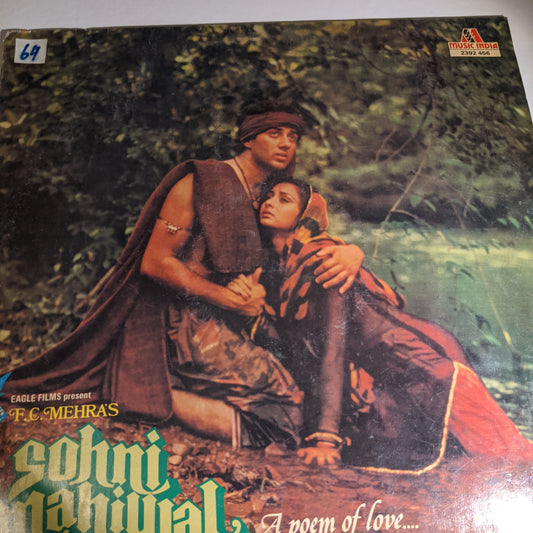 64
MUSIC INDIA
2392 456
EAGLE FILMS present
F.C. MEHRA'S
Sohni
Mahiwal,
A poem of love....